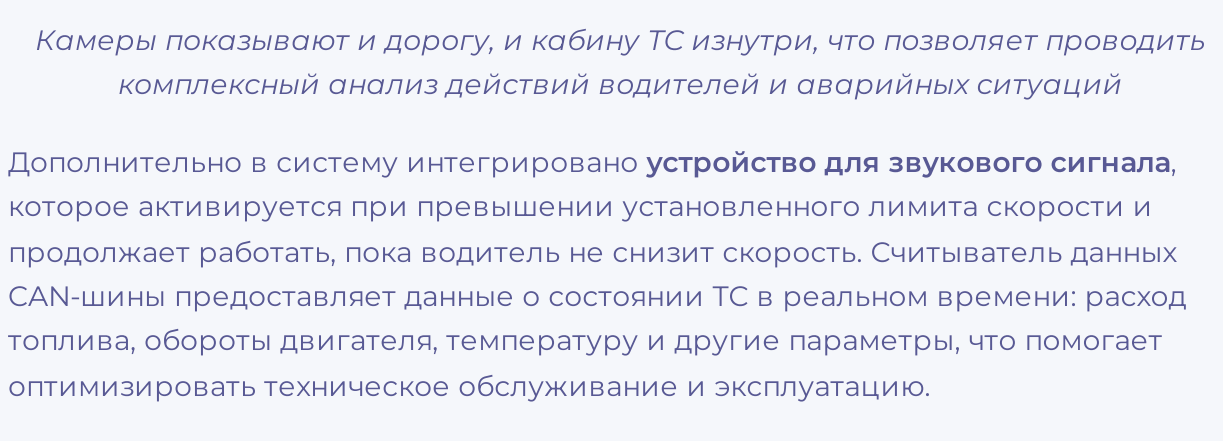 Камеры показывают и дорогу, и кабину ТС изнутри, что позволяет проводить
комплексный анализ действий водителей и аварийных ситуаций
Дополнительно в систему интегрировано устройство для звукового сигнала,
которое активируется при превышении установленного лимита скорости и
продолжает работать, пока водитель не снизит скорость. Считыватель данных
CAN-шины предоставляет данные о состоянии ТС в реальном времени: расход
топлива, обороты двигателя, температуру и другие параметры, что помогает
оптимизировать техническое обслуживание и эксплуатацию.